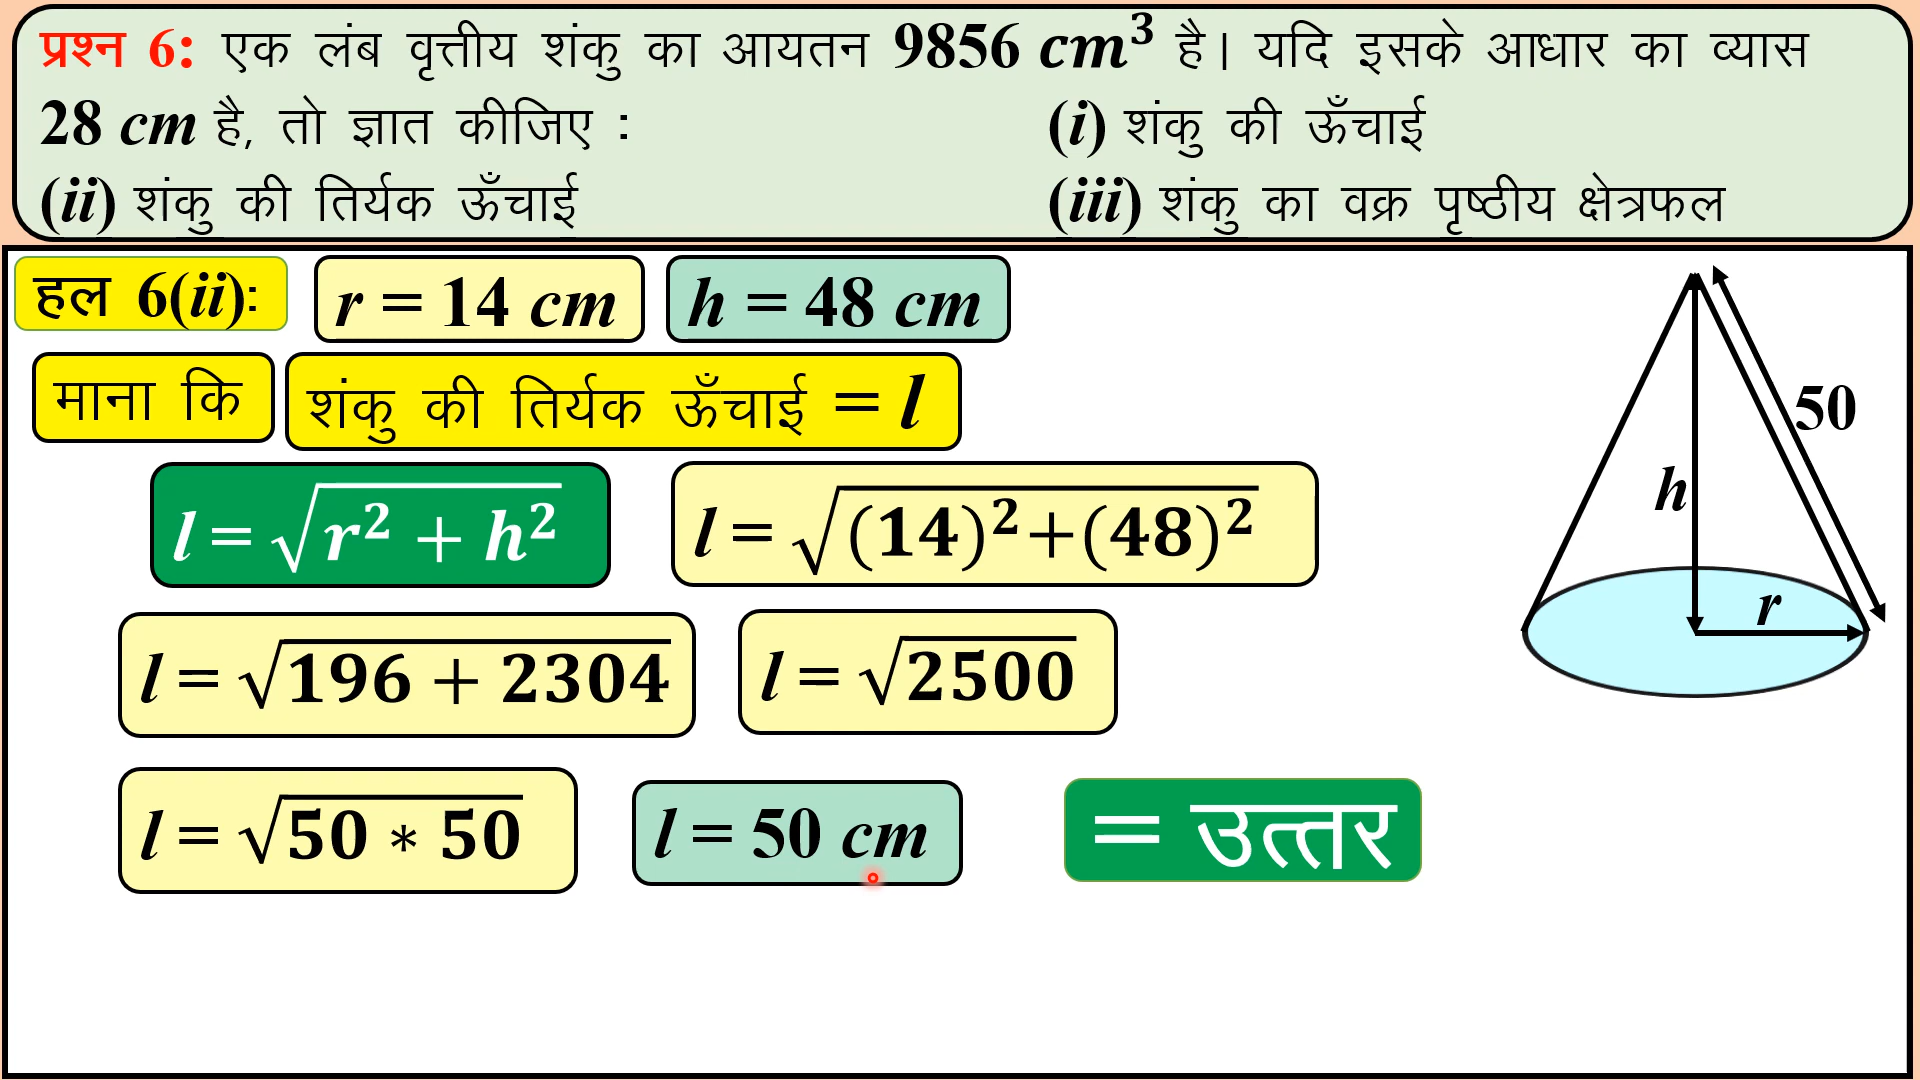 प्रश्न 6: एक लंब वृत्तीय शंकु का आयतन 9856 cm³ है। यदि इसके आधार का व्यास
28 cm है, तो ज्ञात कीजिए :
(i) शंकु की ऊँचाई
(ii) शंकु की तिर्यक ऊँचाई
(iii) शंकु का वक्र पृष्ठीय क्षेत्रफल
हल 6(ii):
r = 14 cm
h = 48 cm
माना कि
शंकु की तिर्यक ऊँचाई = l
l = √(r² + h²)
l = √((14)²+(48)²)
l = √(196 + 2304)
l = √2500
l = √(50 * 50)
l = 50 cm
= उत्तर
50
h
r